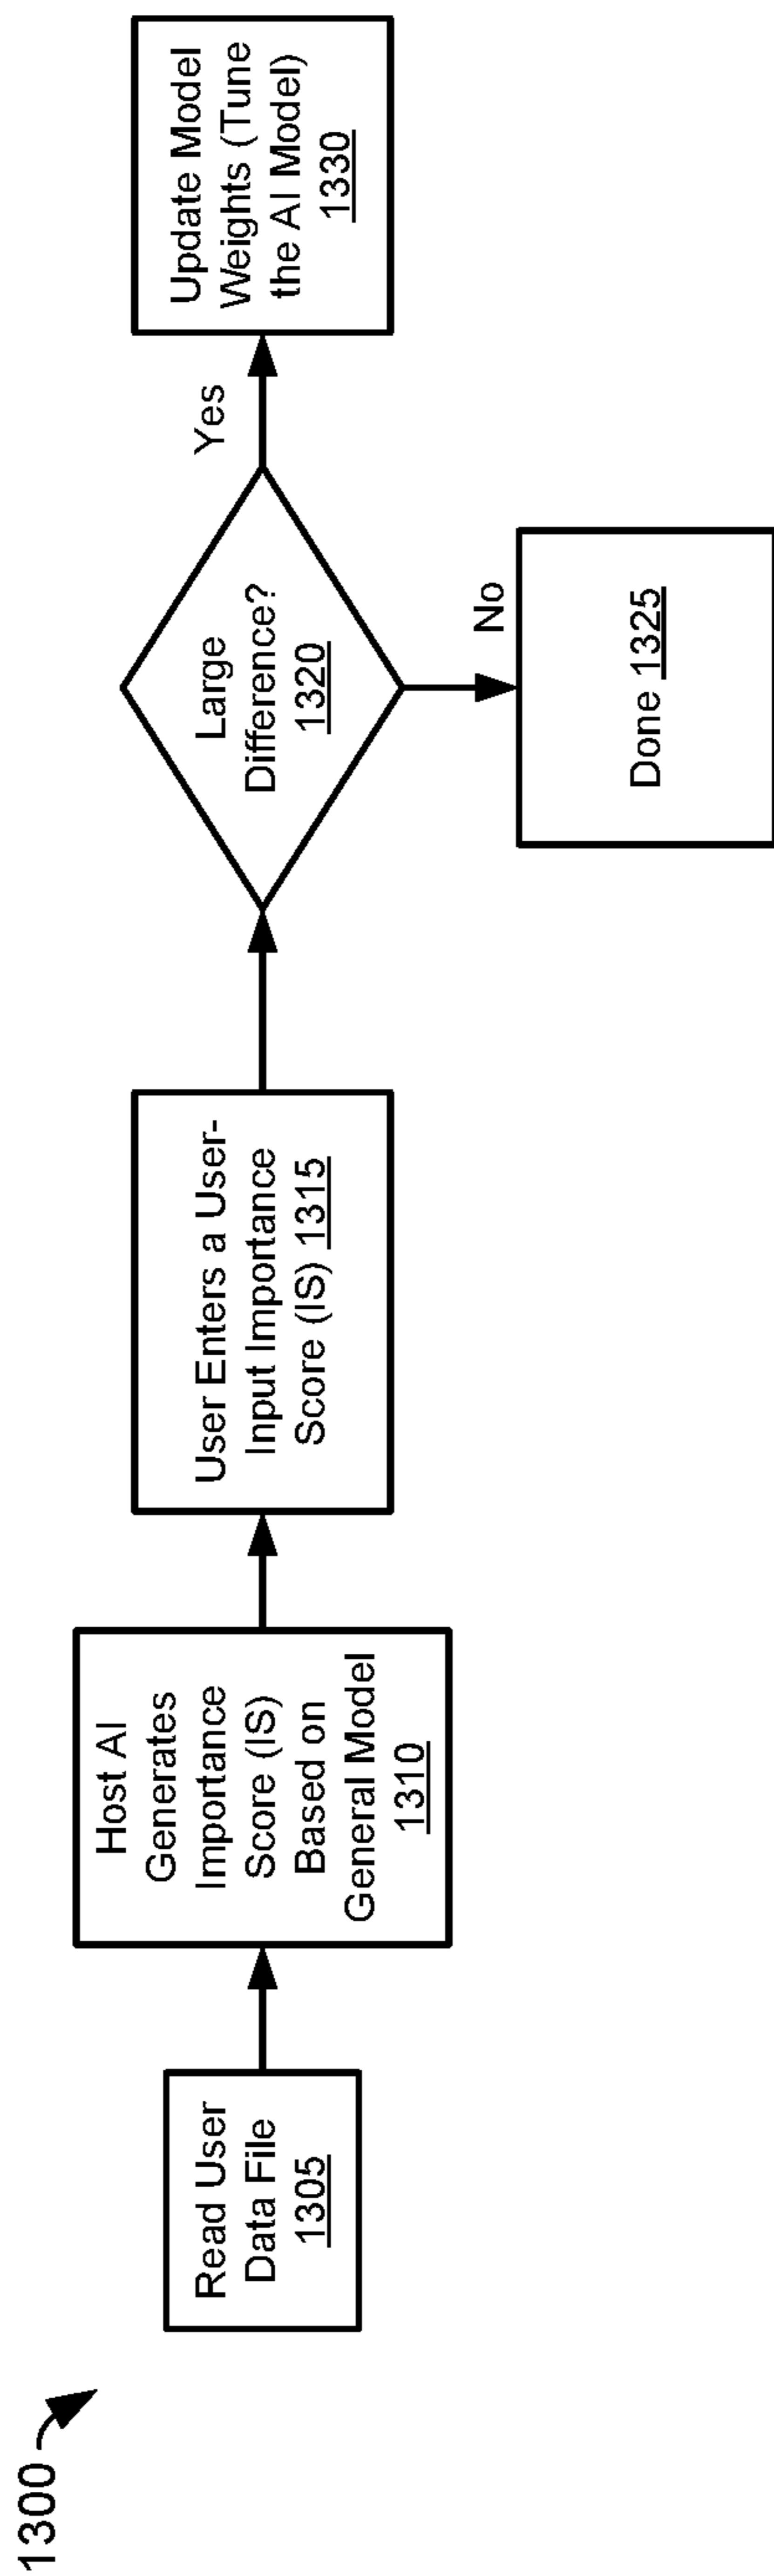 1300
Read User
Data File
1305
Host AI
Generates
Importance
Score (IS)
Based on
General Model
1310
User Enters a User-
Input Importance
Score (IS) 1315
Large
Difference?
1320
Yes
No
Update Model
Weights (Tune
the AI Model)
1330
Done 1325